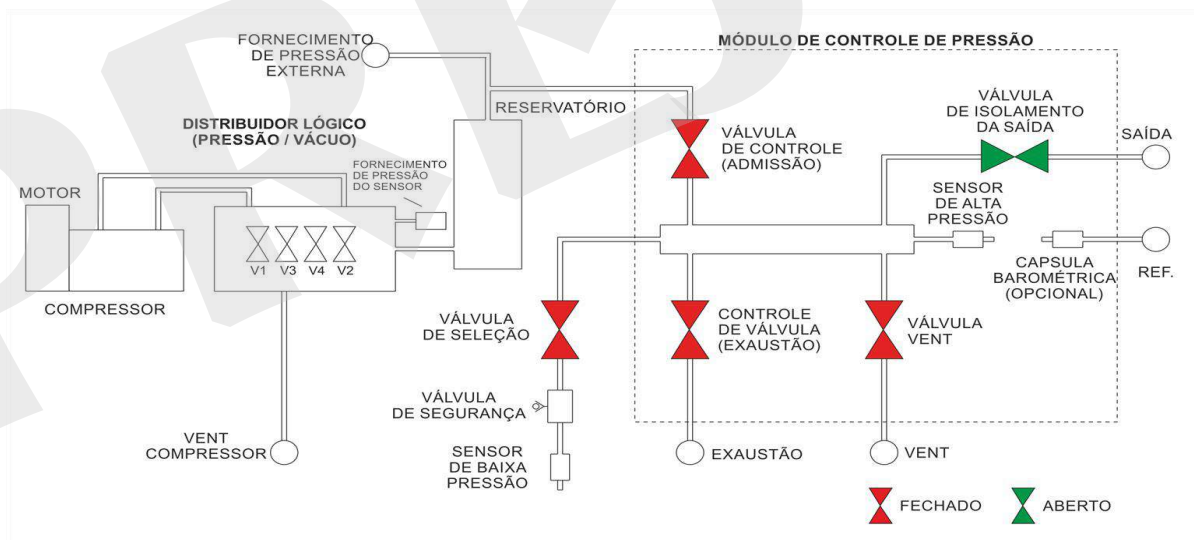 MÓDULO DE CONTROLE DE PRESSÃO
FORNECIMENTO
DE PRESSÃO
EXTERNA
RESERVATÓRIO
DISTRIBUIDOR LÓGICO
(PRESSÃO / VÁCUO)
FORNECIMENTO
DE PRESSÃO
DO SENSOR
MOTOR
COMPRESSOR
V1
V3
V4
V2
VENT
COMPRESSOR
VÁLVULA
DE CONTROLE
(ADMISSÃO)
VÁLVULA
DE ISOLAMENTO
DA SAÍDA
SAÍDA
SENSOR
DE ALTA
PRESSÃO
CAPSULA
BAROMÉTRICA
(OPCIONAL)
REF.
VÁLVULA
DE SELEÇÃO
CONTROLE
DE VÁLVULA
(EXAUSTÃO)
VÁLVULA
VENT
VÁLVULA
DE SEGURANÇA
SENSOR
DE BAIXA
PRESSÃO
EXAUSTÃO
VENT
FECHADO
ABERTO